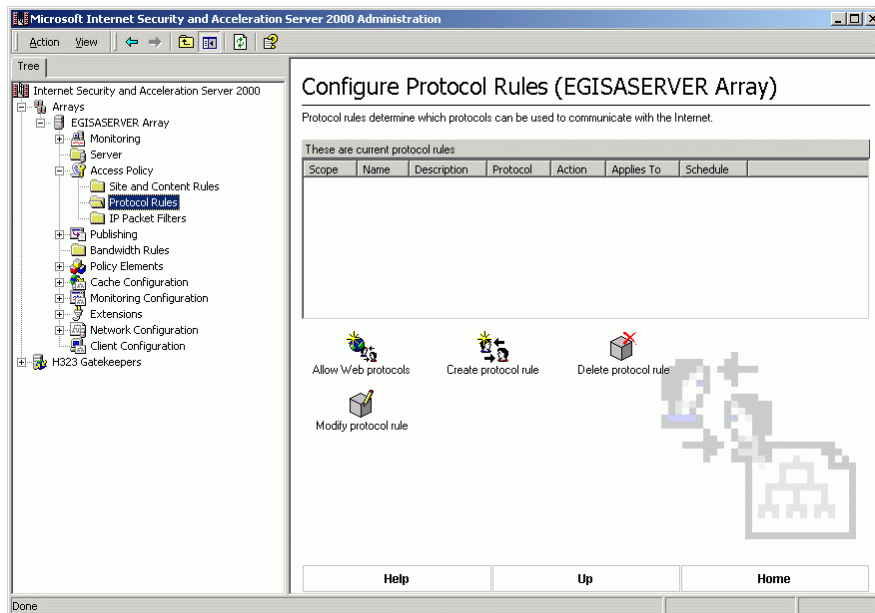 Microsoft Internet Security and Acceleration Server 2000 Administration
Action View
Tree
Internet Security and Acceleration Server 2000
Arrays
EGISASERVER Array
Monitoring
Server
Access Policy
Site and Content Rules
Protocol Rules
IP Packet Filters
Publishing
Bandwidth Rules
Policy Elements
Cache Configuration
Monitoring Configuration
Extensions
Network Configuration
Client Configuration
H323 Gatekeepers
Configure Protocol Rules (EGISASERVER Array)
Protocol rules determine which protocols can be used to communicate with the Internet.
These are current protocol rules
Scope Name Description Protocol Action Applies To Schedule
Allow Web protocols Create protocol rule Delete protocol rule
Modify protocol rule
Help Up Home
Done